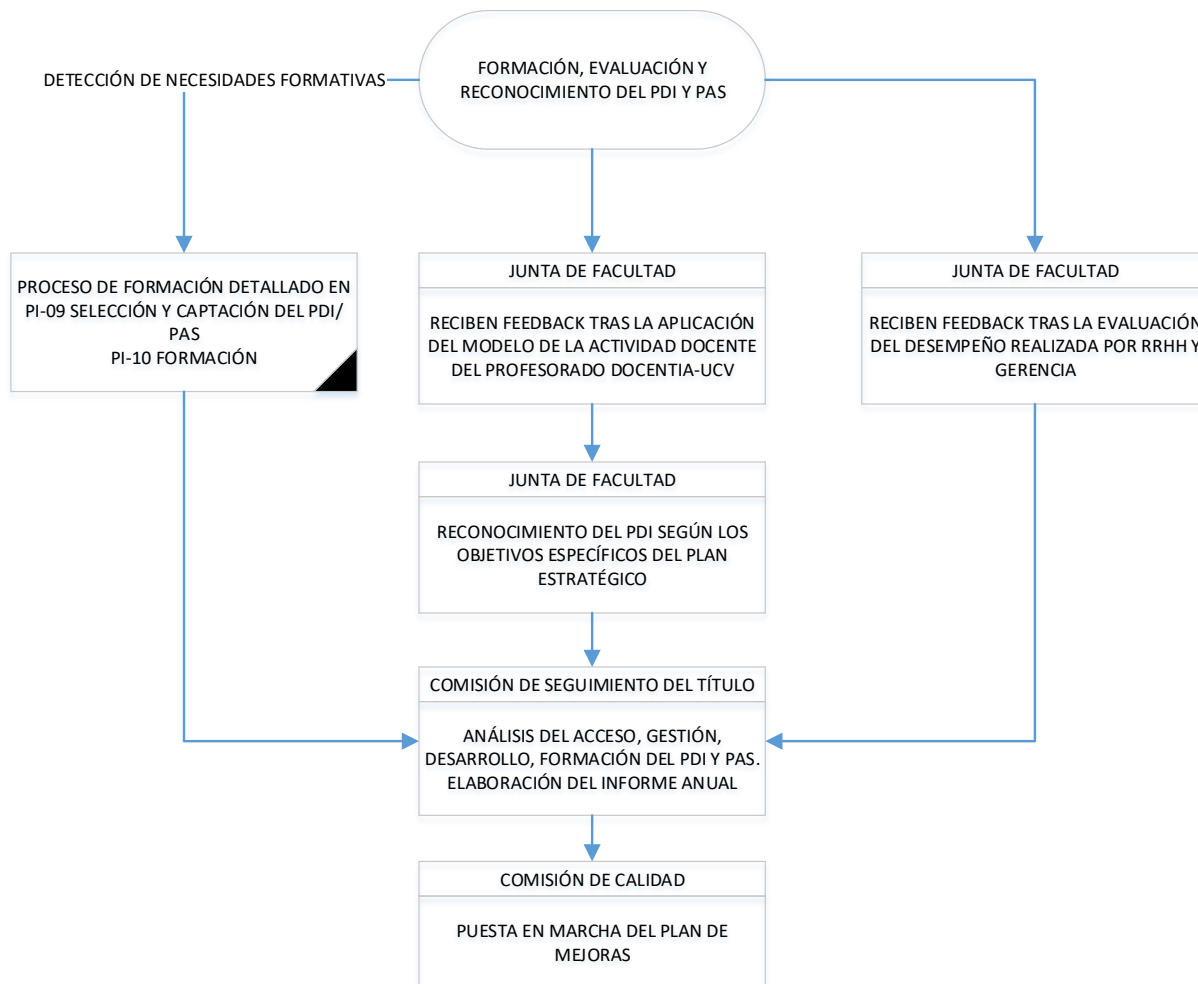 FORMACIÓN, EVALUACIÓN Y
RECONOCIMIENTO DEL PDI Y PAS
DETECCIÓN DE NECESIDADES FORMATIVAS
PROCESO DE FORMACIÓN DETALLADO EN
PI-09 SELECCIÓN Y CAPTACIÓN DEL PDI/
PAS
PI-10 FORMACIÓN
JUNTA DE FACULTAD
RECIBEN FEEDBACK TRAS LA APLICACIÓN
DEL MODELO DE LA ACTIVIDAD DOCENTE
DEL PROFESORADO DOCENTIA-UCV
JUNTA DE FACULTAD
RECIBEN FEEDBACK TRAS LA EVALUACIÓN
DEL DESEMPEÑO REALIZADA POR RRHH Y
GERENCIA
JUNTA DE FACULTAD
RECONOCIMIENTO DEL PDI SEGÚN LOS
OBJETIVOS ESPECÍFICOS DEL PLAN
ESTRATÉGICO
COMISIÓN DE SEGUIMIENTO DEL TÍTULO
ANÁLISIS DEL ACCESO, GESTIÓN,
DESARROLLO, FORMACIÓN DEL PDI Y PAS.
ELABORACIÓN DEL INFORME ANUAL
COMISIÓN DE CALIDAD
PUESTA EN MARCHA DEL PLAN DE
MEJORAS